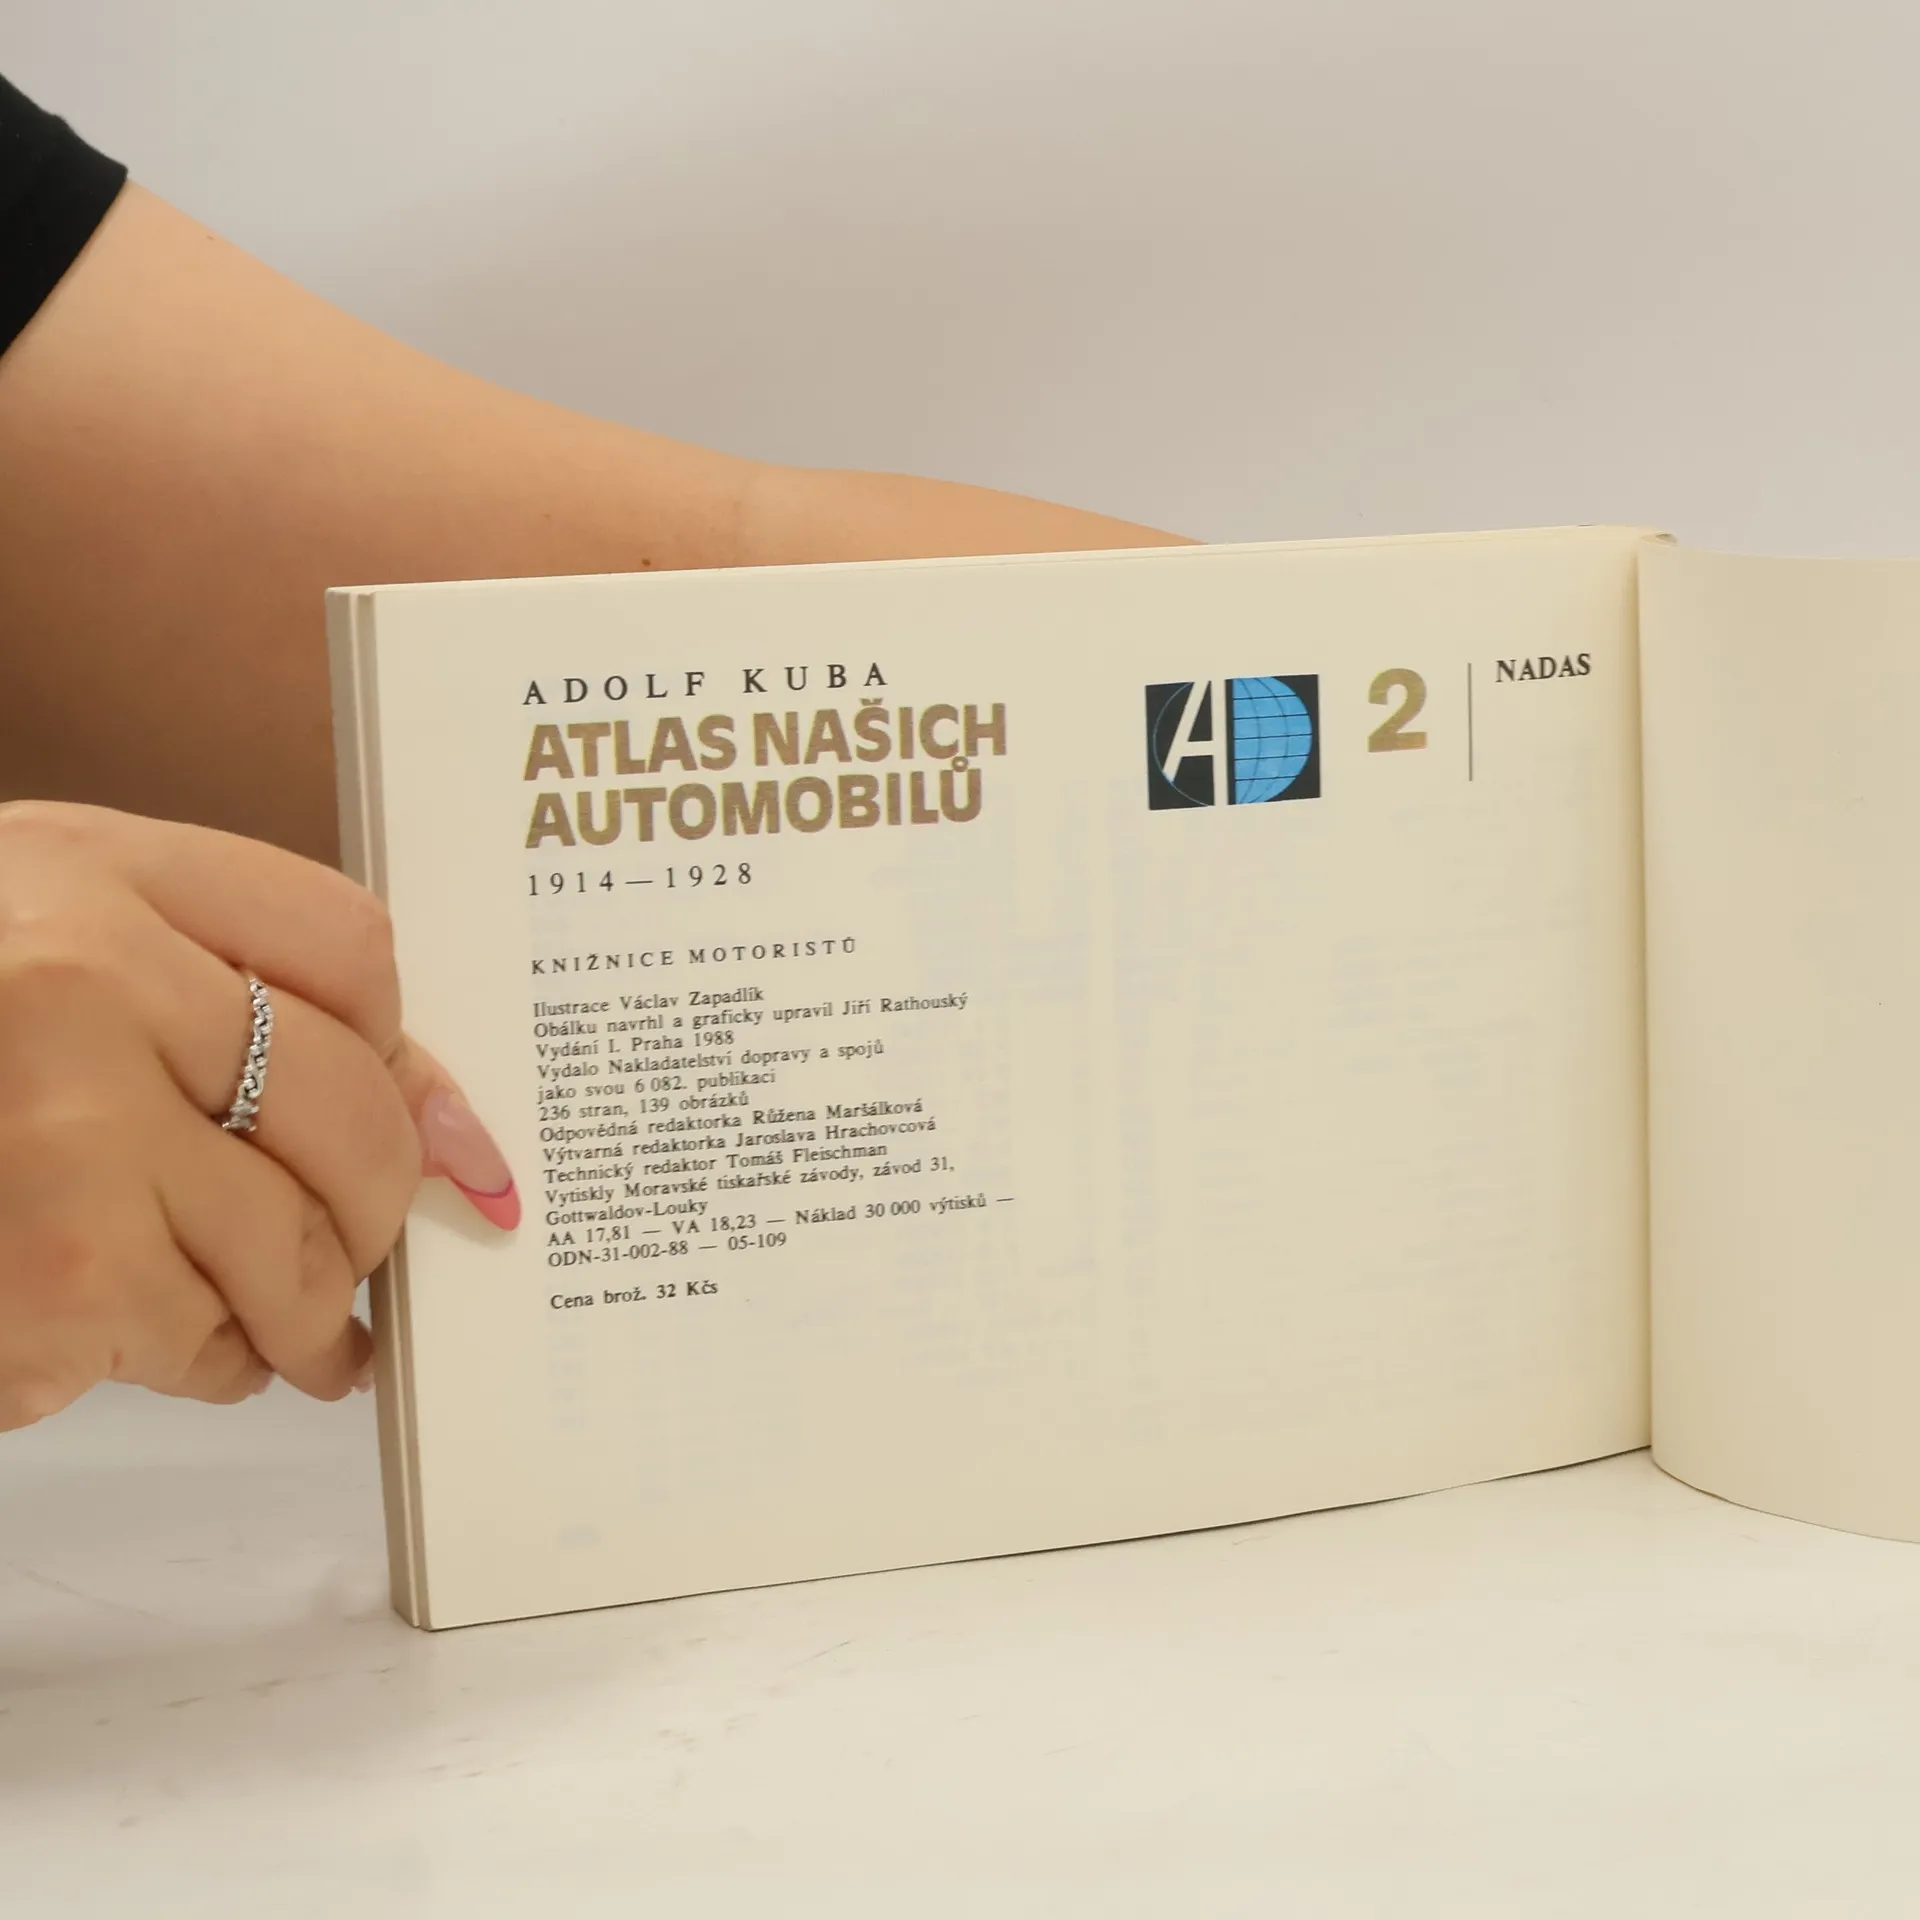 ADOLF KUBA
ATLAS NAŠICH
AUTOMOBILŮ
1914—1928
AD
2
NADAS
KNIŽNICE MOTORISTŮ
Ilustrace Václav Zapadlík
Obálku navrhl a graficky upravil Jiří Rathouský
Vydání I. Praha 1988
Vydalo Nakladatelství dopravy a spojů
jako svou 6 082. publikaci
236 stran, 139 obrázků
Odpovědná redaktorka Růžena Maršálková
Výtvarná redaktorka Jaroslava Hrachovcová
Technický redaktor Tomáš Fleischman
Vytiskly Moravské tiskařské závody, závod 31,
Gottwaldov-Louky
AA 17,81 — VA 18,23 — Náklad 30 000 výtisků —
ODN-31-002-88 — 05-109
Cena brož. 32 Kčs